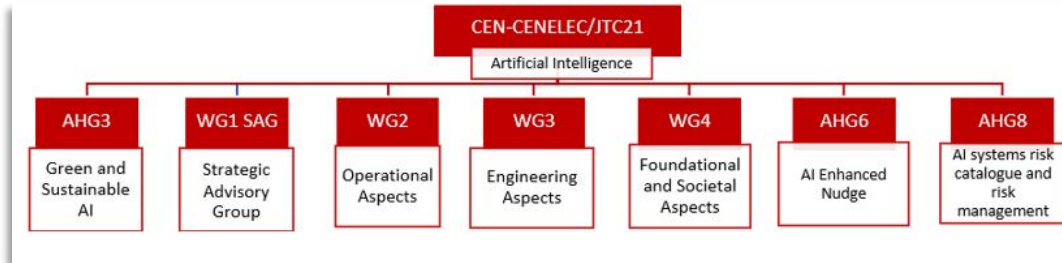 CEN-CENELEC/JTC21
Artificial Intelligence
AHG3
Green and
Sustainable
AI
WG1 SAG
Strategic
Advisory
Group
WG2
Operational
Aspects
WG3
Engineering
Aspects
WG4
Foundational
and Societal
Aspects
AHG6
AI Enhanced
Nudge
AHG8
AI systems risk
catalogue and
risk
management